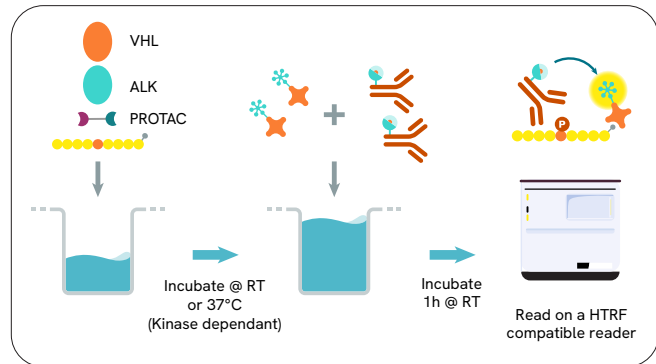 VHL
ALK
PROTAC
+
P
Incubate @ RT
or 37°C
(Kinase dependant)
Incubate
1h @ RT
Read on a HTRF
compatible reader